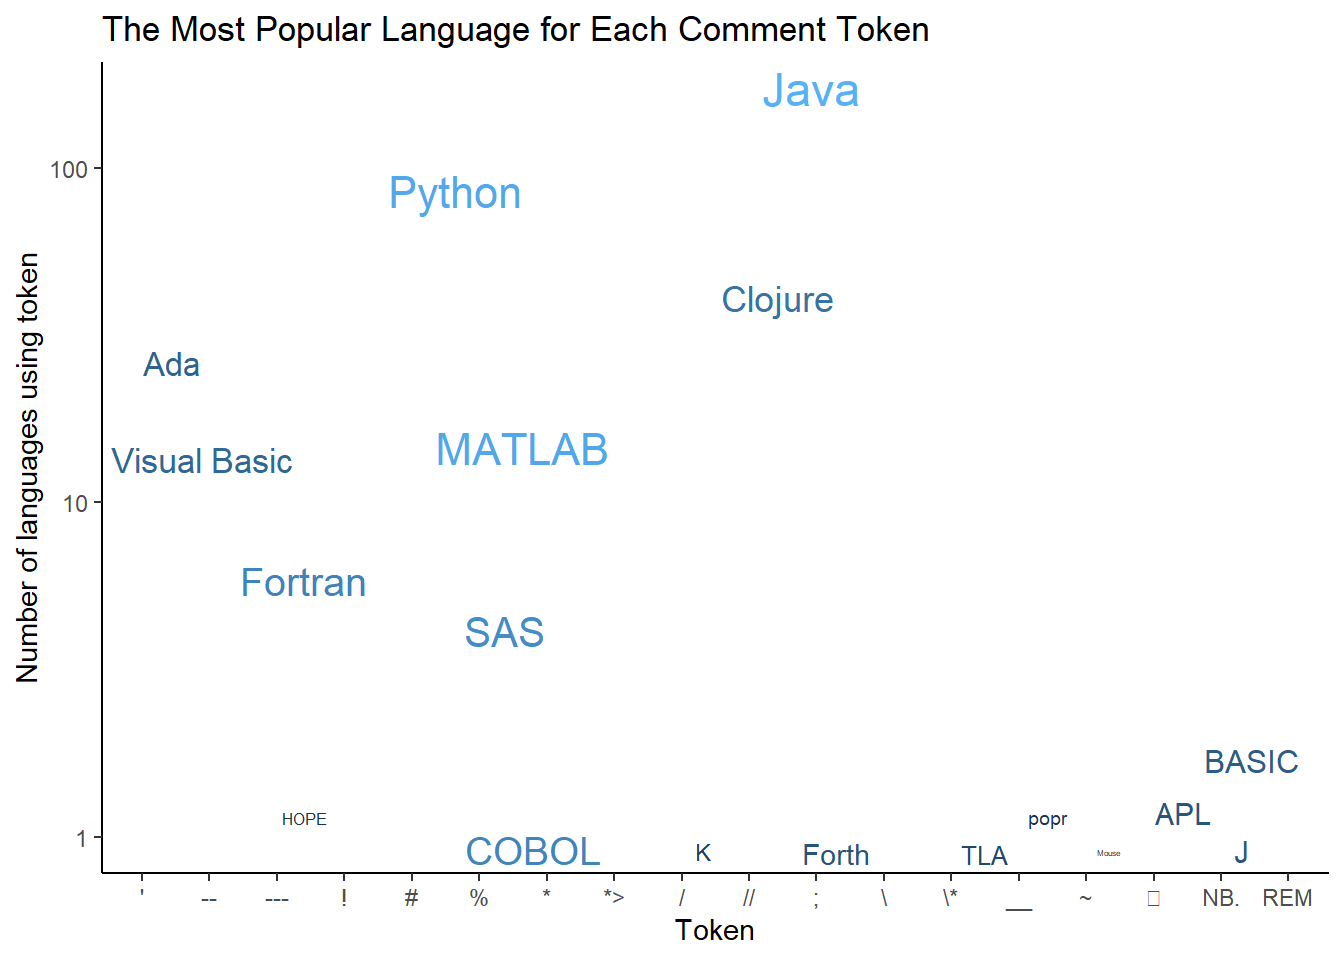 The Most Popular Language for Each Comment Token
Number of languages using token
100
10
1
Java
Python
Clojure
Ada
MATLAB
Visual Basic
Fortran
SAS
BASIC
APL
HOPE
popr
COBOL
K
Forth
TLA
Mouse
J
' -- --- ! # % * *> / // ; \ \* __ ~ NB. REM
Token